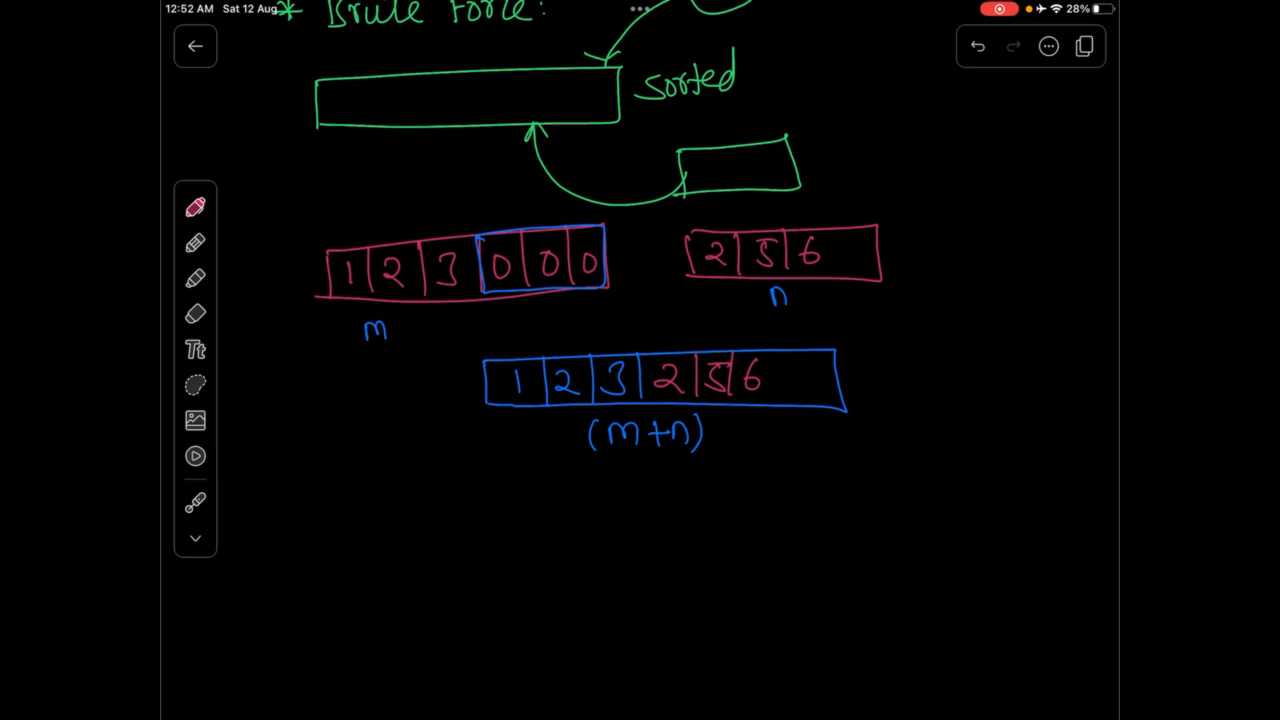 12:52 AM Sat 12 Aug 28%
* Brute Force:
sorted
1 2 3 0 0 0 2 5 6
m n
1 2 3 2 5 6
(m+n)
Tt